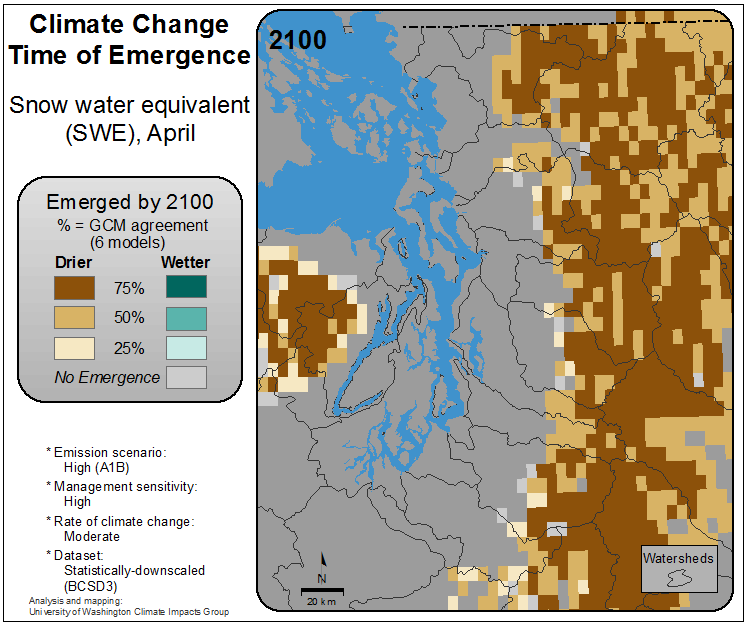 Climate Change
Time of Emergence
Snow water equivalent
(SWE), April
Emerged by 2100
% = GCM agreement
(6 models)
Drier Wetter
75%
50%
25%
No Emergence
* Emission scenario:
High (A1B)
* Management sensitivity:
High
* Rate of climate change:
Moderate
* Dataset:
Statistically-downscaled
(BCSD3)
Analysis and mapping:
University of Washington Climate Impacts Group
2100
N
20 km
Watersheds